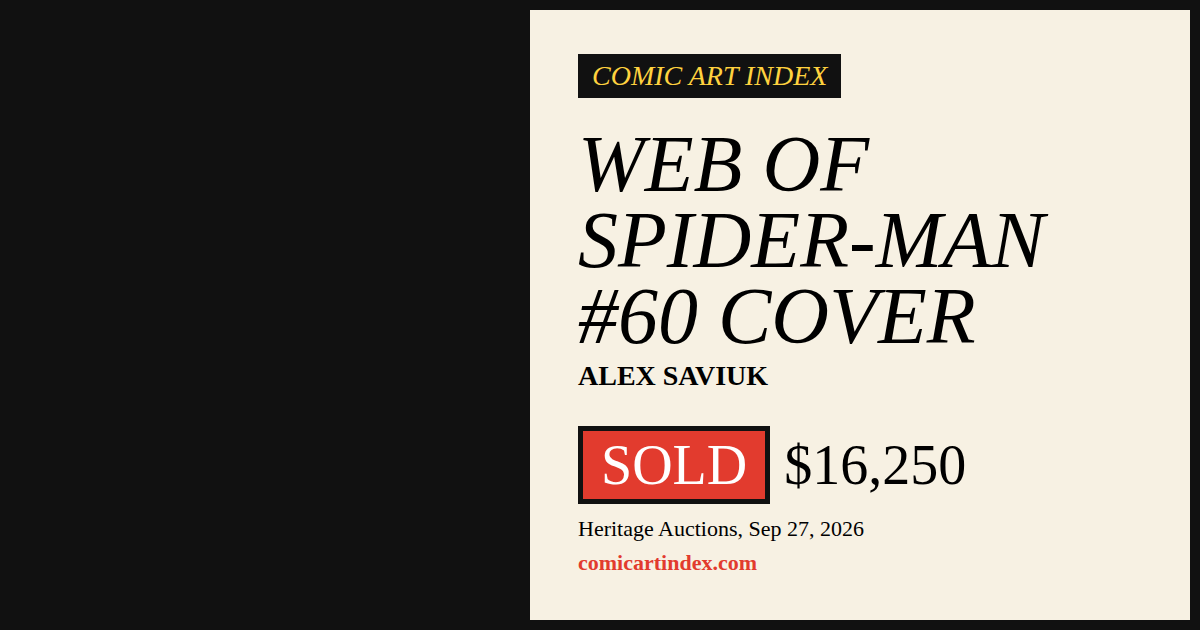 COMIC ART INDEX
WEB OF
SPIDER-MAN
#60 COVER
ALEX SAVIUK
SOLD $16,250
Heritage Auctions, Sep 27, 2026
comicartindex.com